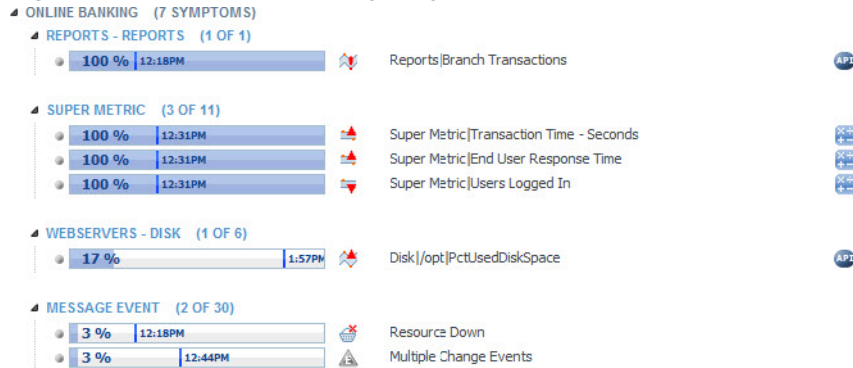 ONLINE BANKING (7 SYMPTOMS)
REPORTS - REPORTS (1 OF 1)
100 % 12:18PM Reports|Branch Transactions API
SUPER METRIC (3 OF 11)
100 % 12:31PM Super Metric|Transaction Time - Seconds
100 % 12:31PM Super Metric|End User Response Time
100 % 12:31PM Super Metric|Users Logged In
WEBSERVERS - DISK (1 OF 6)
17 % 1:57PM Disk|/opt|PctUsedDiskSpace API
MESSAGE EVENT (2 OF 30)
3 % 12:18PM Resource Down
3 % 12:44PM Multiple Change Events